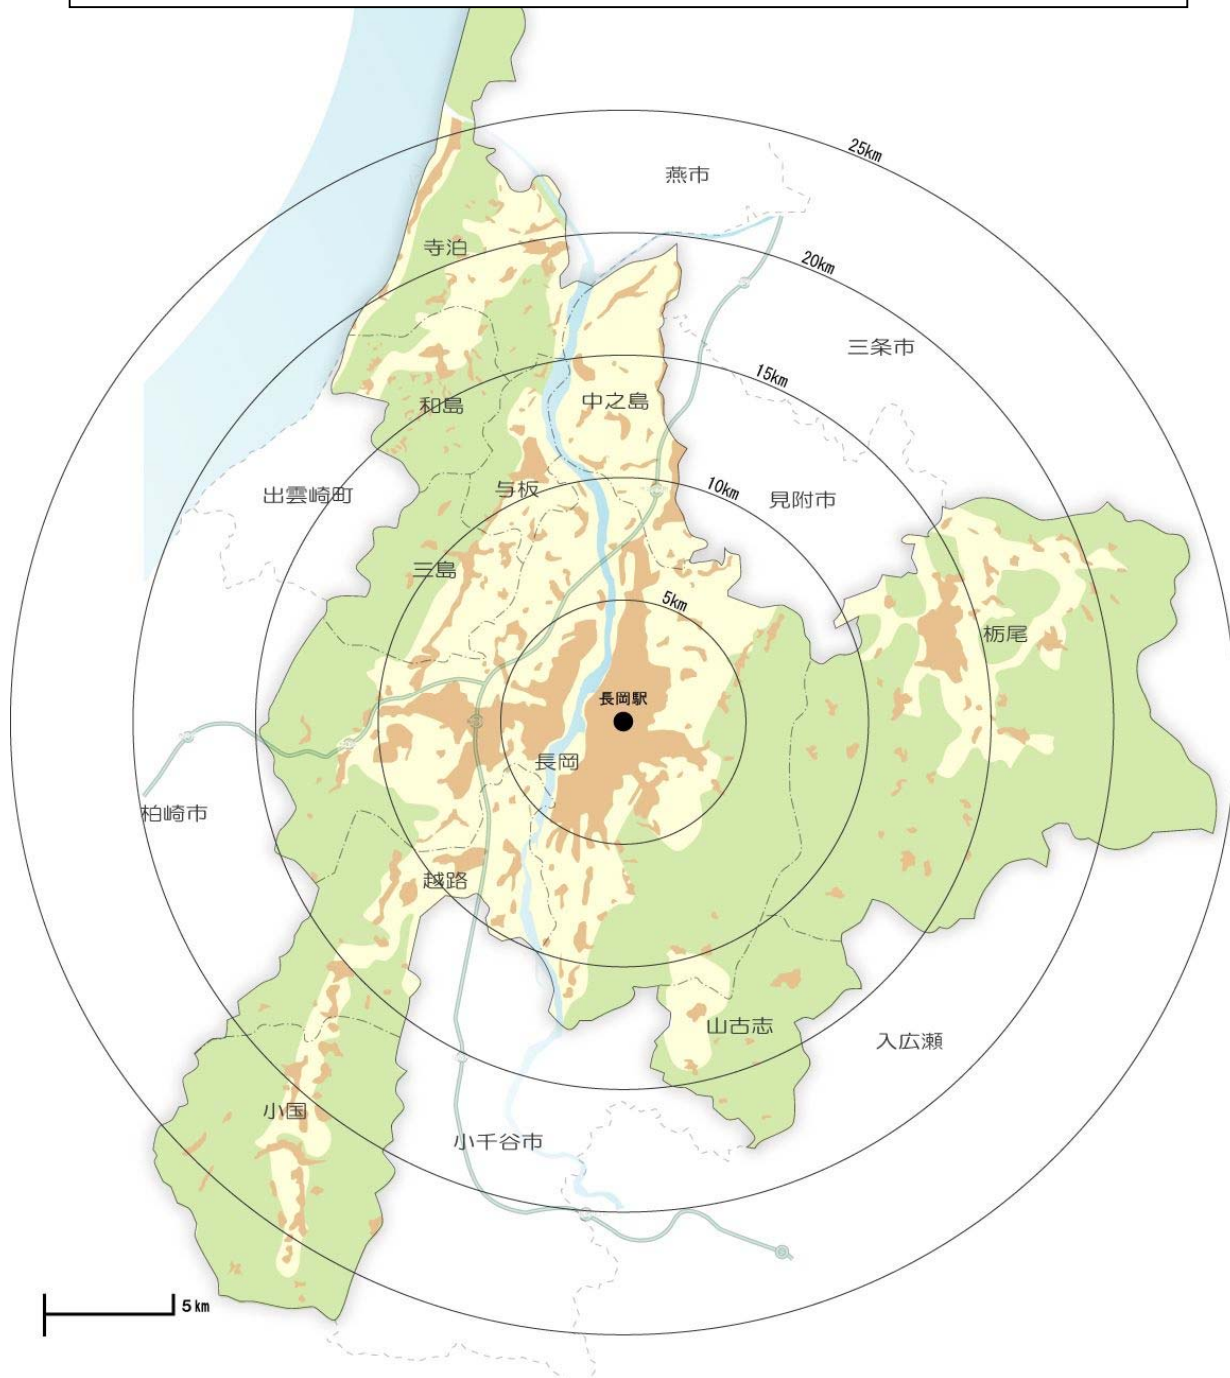 25km
燕市
寺泊
20km
三条市
15km
和島
中之島
10km
出雲崎町
与板
見附市
三島
5km
栃尾
長岡駅
長岡
柏崎市
越路
山古志
入広瀬
小国
小千谷市
5km